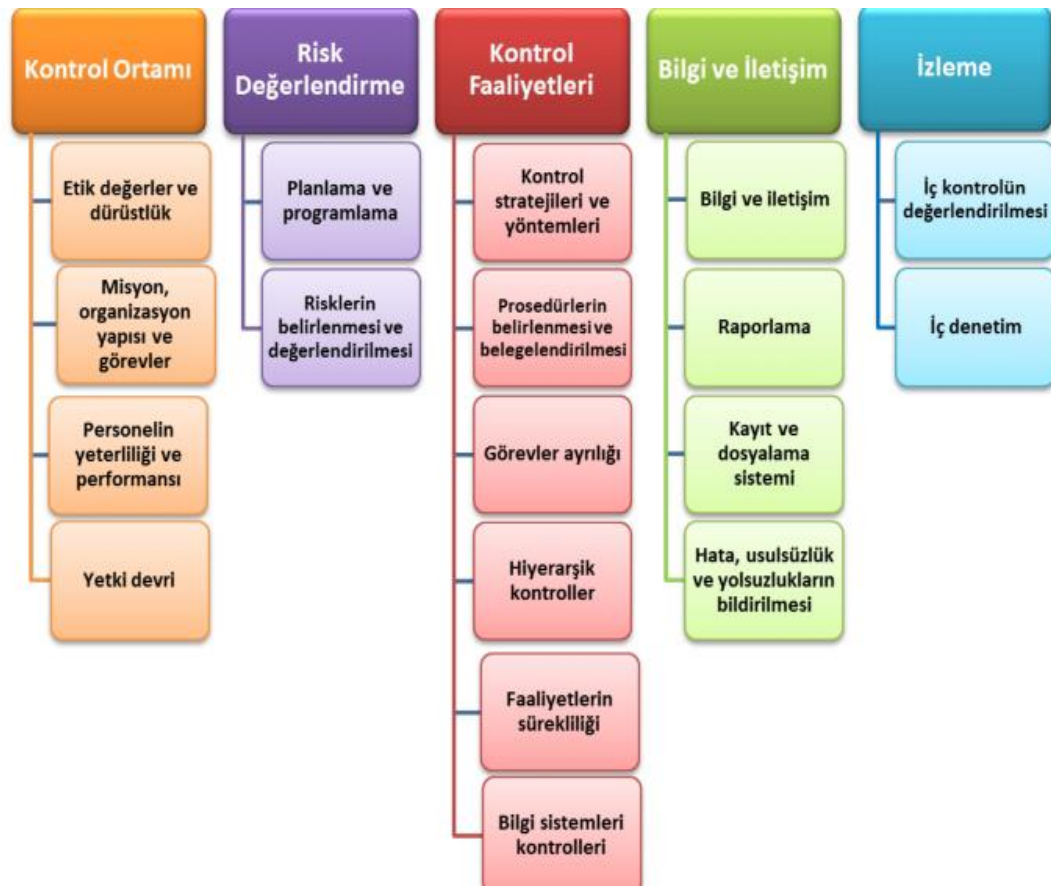 Kontrol Ortamı
Etik değerler ve
dürüstlük
Misyon,
organizasyon
yapısı ve
görevler
Personelin
yeterliliği ve
performansı
Yetki devri
Risk
Değerlendirme
Planlama ve
programlama
Risklerin
belirlenmesi ve
değerlendirilmesi
Kontrol
Faaliyetleri
Kontrol
stratejileri ve
yöntemleri
Prosedürlerin
belirlenmesi ve
belegelendirilmesi
Görevler ayrılığı
Hiyerarşik
kontroller
Faaliyetlerin
sürekliliği
Bilgi sistemleri
kontrolleri
Bilgi ve İletişim
Bilgi ve iletişim
Raporlama
Kayıt ve
dosyalama
sistemi
Hata, usulsüzlük
ve yolsuzlukların
bildirilmesi
İzleme
İç kontrolün
değerlendirilmesi
İç denetim